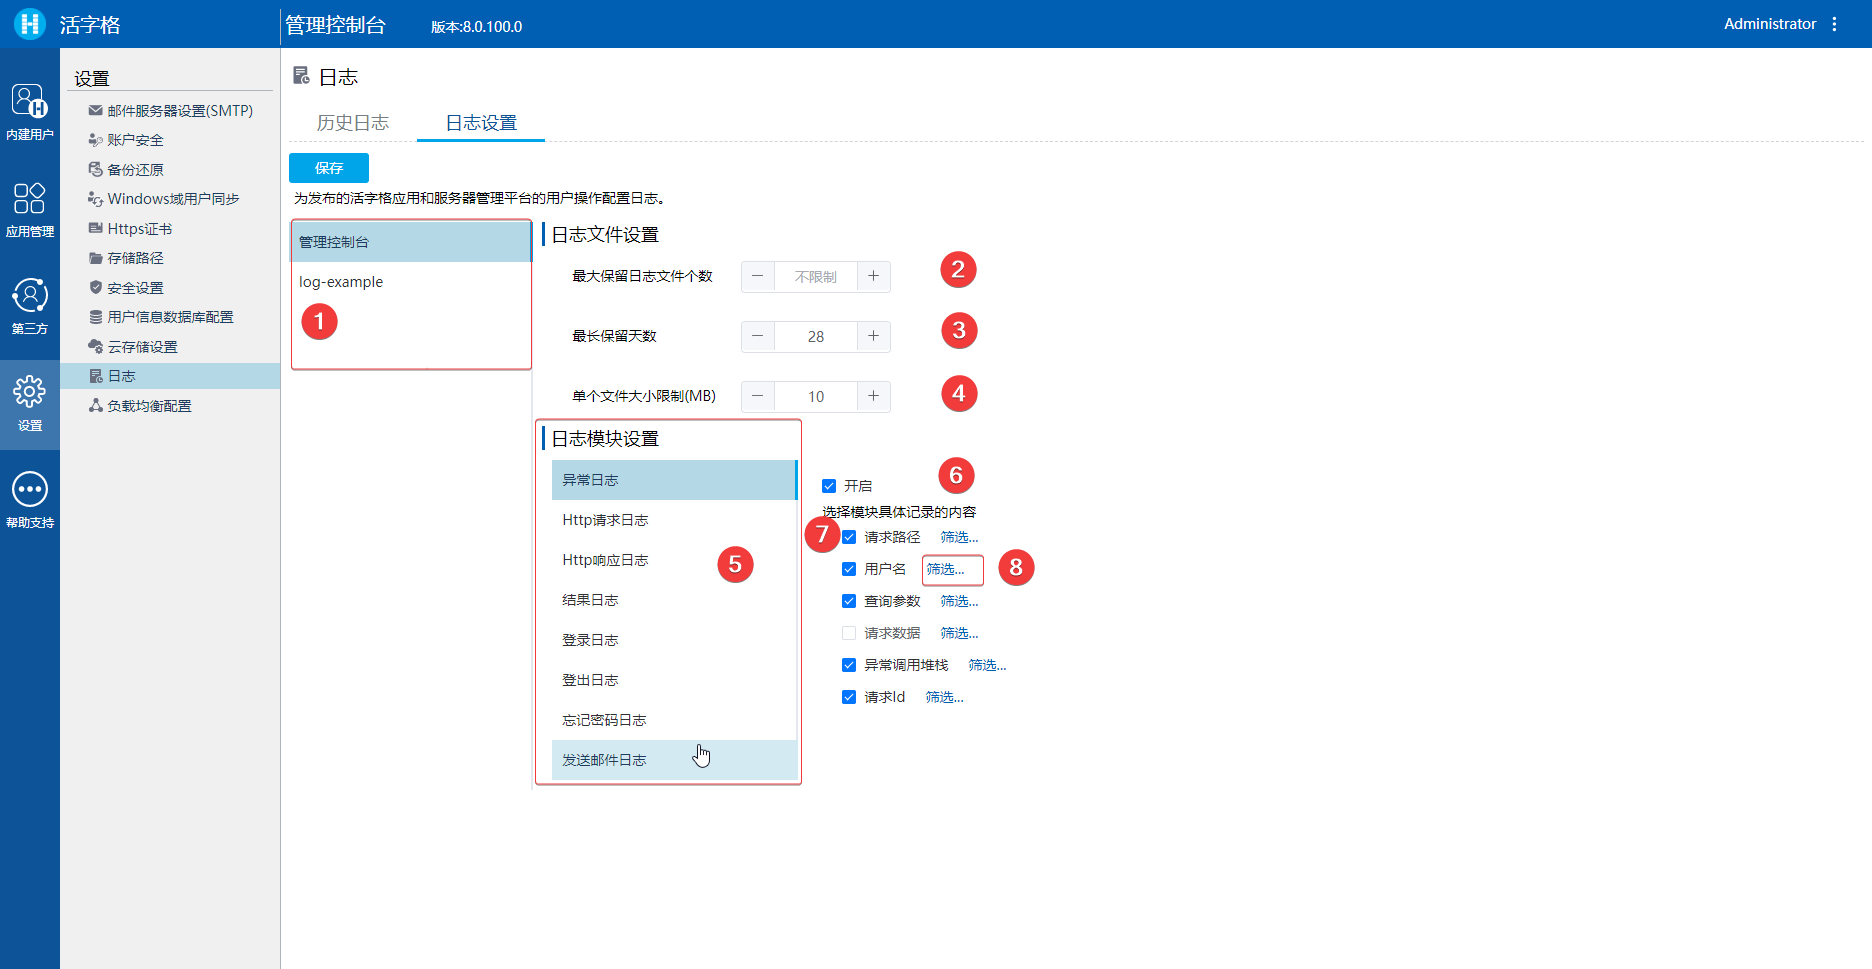 活字格
管理控制台
版本:8.0.100.0
Administrator
内建用户
应用管理
第三方
设置
帮助支持
设置
邮件服务器设置(SMTP)
账户安全
备份还原
Windows域用户同步
Https证书
存储路径
安全设置
用户信息数据库配置
云存储设置
日志
负载均衡配置
日志
历史日志
日志设置
保存
为发布的活字格应用和服务器管理平台的用户操作配置日志。
管理控制台
log-example
1
日志文件设置
最大保留日志文件个数 不限制 2
最长保留天数 28 3
单个文件大小限制(MB) 10 4
日志模块设置
异常日志
Http请求日志
Http响应日志
结果日志
登录日志
登出日志
忘记密码日志
发送邮件日志
5
开启 6
选择模块具体记录的内容
7 请求路径 筛选...
用户名 筛选... 8
查询参数 筛选...
请求数据 筛选...
异常调用堆栈 筛选...
请求Id 筛选...